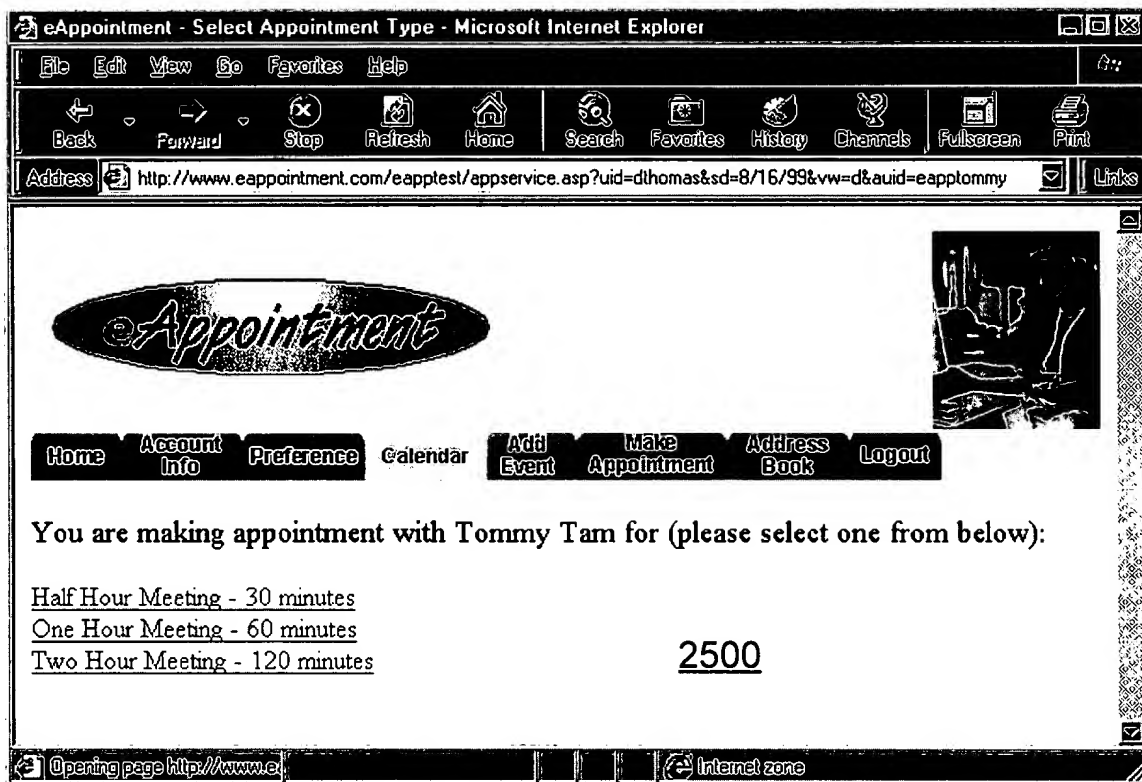 eAppointment - Select Appointment Type - Microsoft Internet Explorer
File Edit View Go Favorites Help
Back Forward Stop Refresh Home Search Favorites History Channels Fullscreen Print
Address http://www.eappointment.com/eapptest/appservice.asp?uid=dthomas&sd=8/16/99&vw=d&auid=eapptommy Links
eAppointment
Home Account Info Preference Calendar Add Event Make Appointment Address Book Logout
You are making appointment with Tommy Tam for (please select one from below):
Half Hour Meeting - 30 minutes
One Hour Meeting - 60 minutes
Two Hour Meeting - 120 minutes
2500
Opening page http://www.e Internet zone